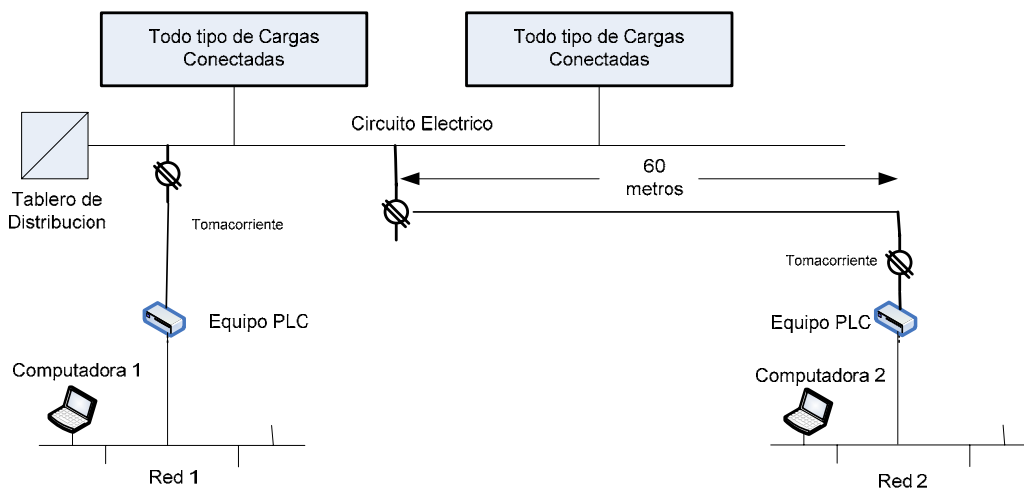 Todo tipo de Cargas
Conectadas
Todo tipo de Cargas
Conectadas
Circuito Electrico
60
metros
Tablero de
Distribucion
Tomacorriente
Tomacorriente
Equipo PLC
Equipo PLC
Computadora 1
Computadora 2
Red 1
Red 2